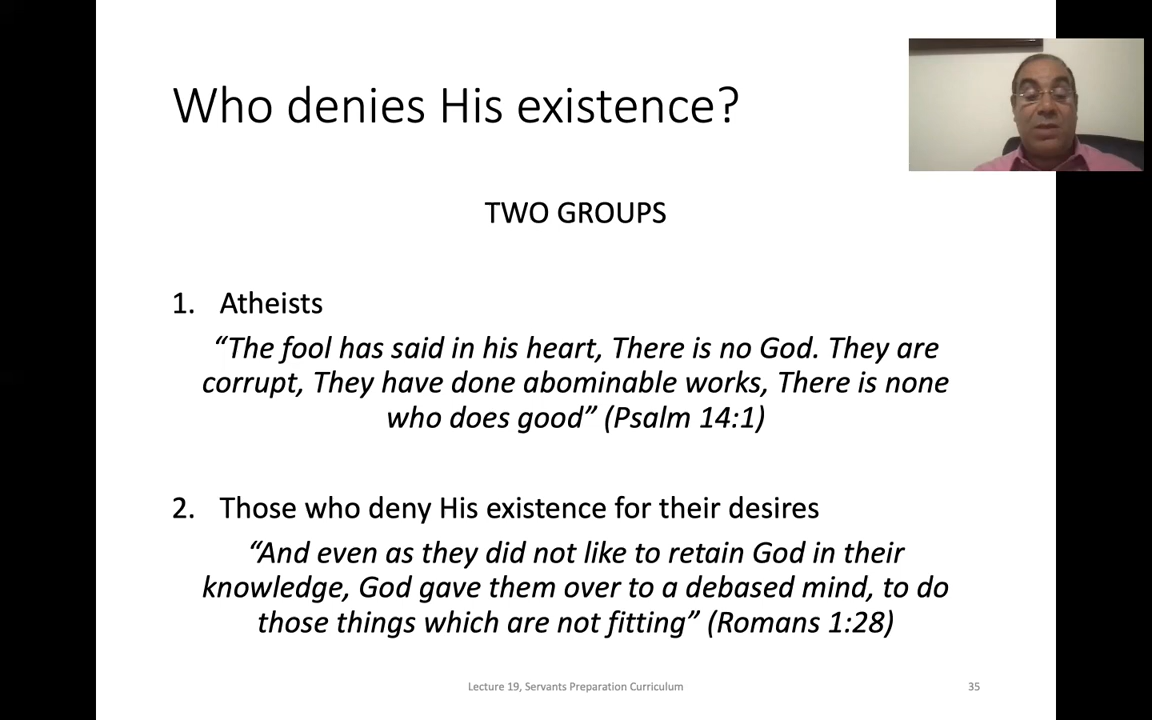 Who denies His existence?
TWO GROUPS
1. Atheists
“The fool has said in his heart, There is no God. They are
corrupt, They have done abominable works, There is none
who does good” (Psalm 14:1)
2. Those who deny His existence for their desires
“And even as they did not like to retain God in their
knowledge, God gave them over to a debased mind, to do
those things which are not fitting” (Romans 1:28)
Lecture 19, Servants Preparation Curriculum
35